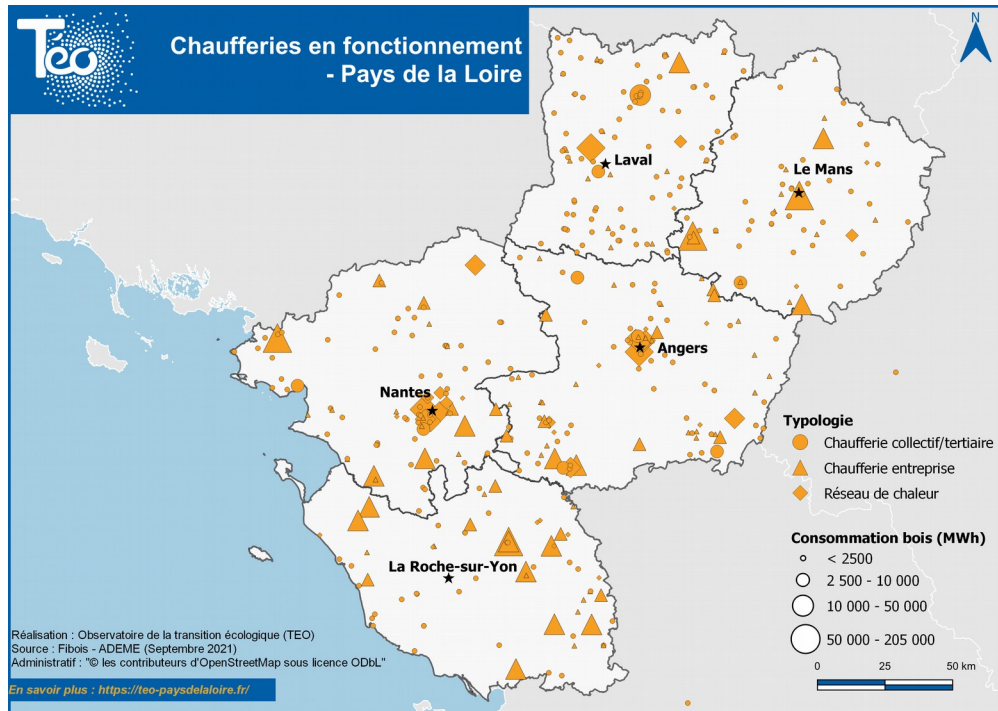 Téo
Chaufferies en fonctionnement
- Pays de la Loire
N
Laval
Le Mans
Angers
Nantes
La Roche-sur-Yon
Typologie
Chaufferie collectif/tertiaire
Chaufferie entreprise
Réseau de chaleur
Consommation bois (MWh)
< 2500
2 500 - 10 000
10 000 - 50 000
50 000 - 205 000
0 25 50 km
Réalisation : Observatoire de la transition écologique (TEO)
Source : Fibois - ADEME (Septembre 2021)
Administratif : "© les contributeurs d'OpenStreetMap sous licence ODbL"
En savoir plus : https://teo-paysdelaloire.fr/